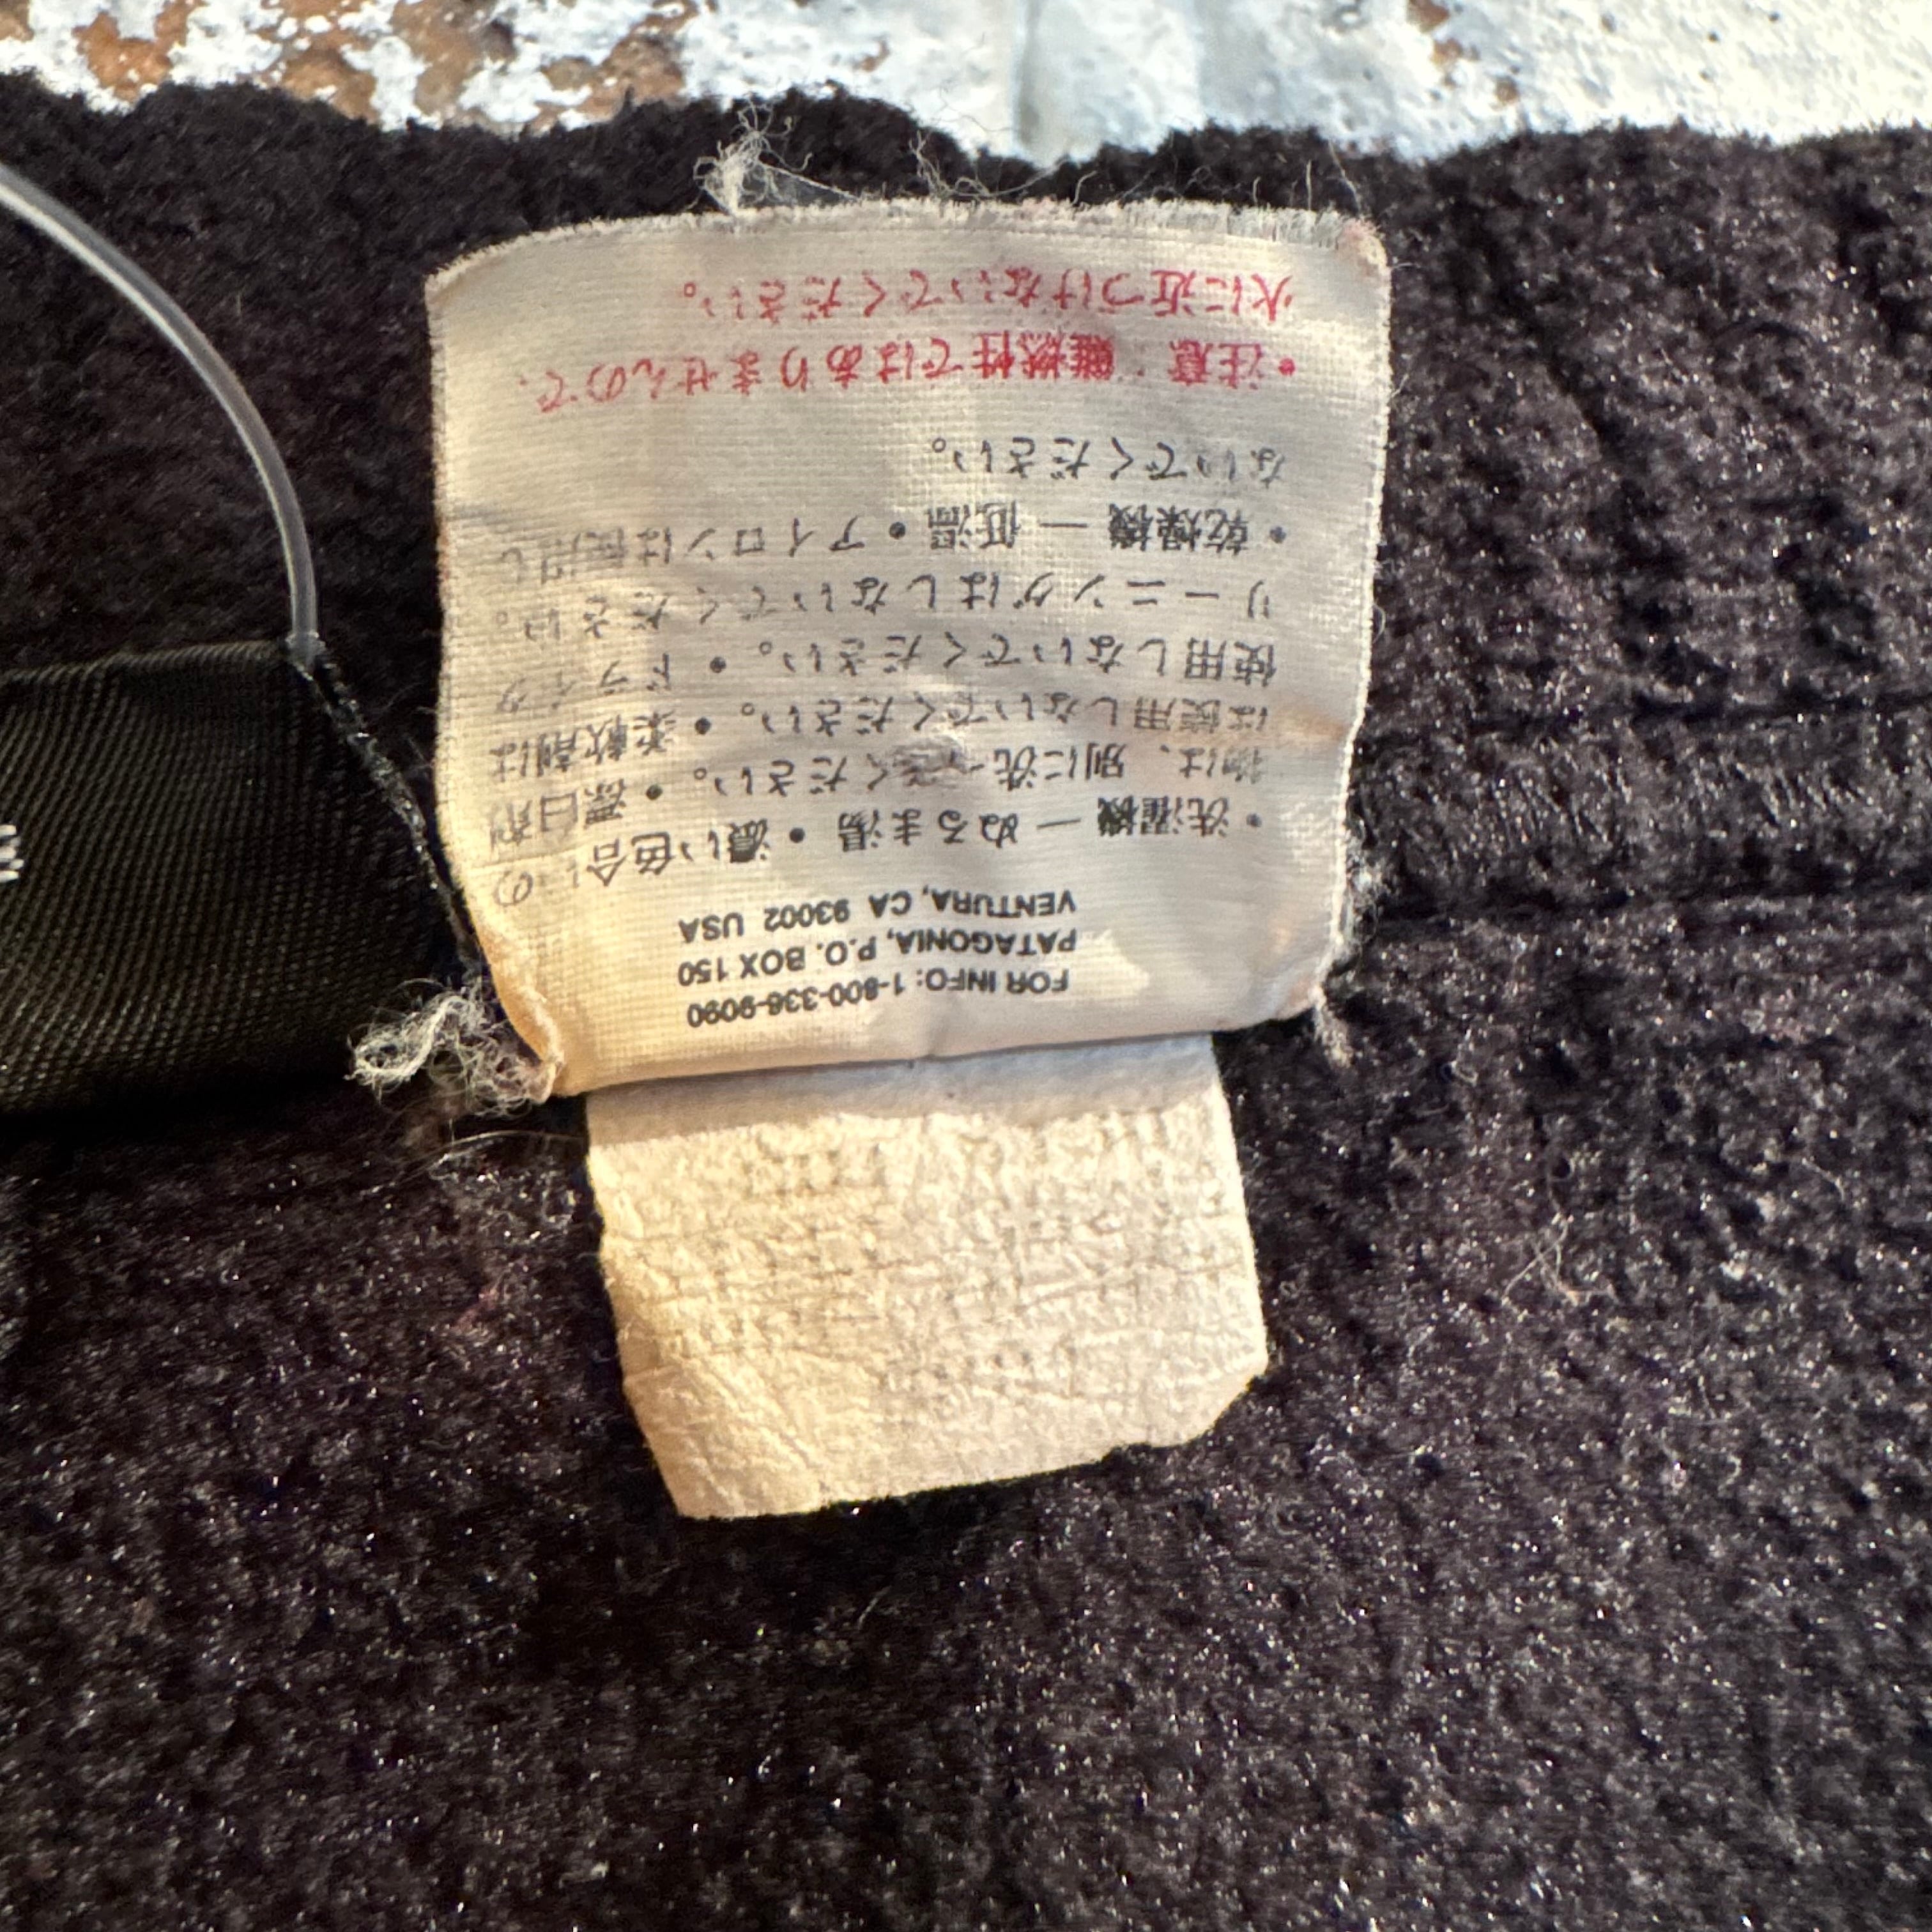 FOR INFO: 1-800-336-9090
PATAGONIA, P.O. BOX 150
VENTURA, CA 93002 USA
• 洗濯機 — ぬるま湯 • 濃い色合いの
物は、別に洗ってください。 • 漂白剤
は使用しないでください。 • 柔軟剤は
使用しないでください。 • ドライク
リーニングはしないでください。
• 乾燥機 — 低温 • アイロンは使用し
ないでください。
• 注意：難燃性ではありませんので、
火に近づけないでください。